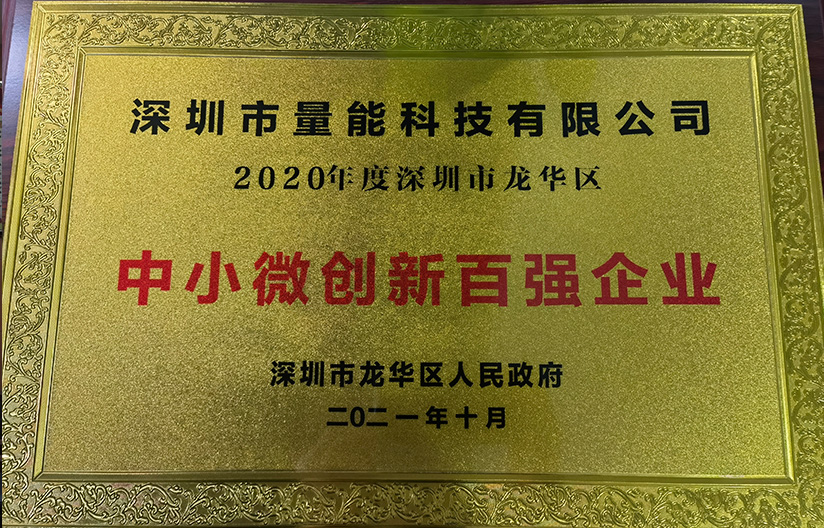 深圳市量能科技有限公司
2020年度深圳市龙华区
中小微创新百强企业
深圳市龙华区人民政府
二0二一年十月